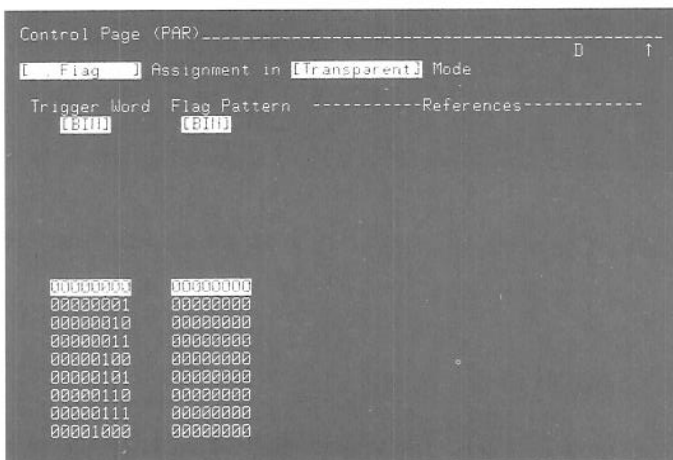 Control Page (PAR)
D ↑
[ . Flag ] Assignment in [Transparent] Mode
Trigger Word Flag Pattern -----------References------------
[BIN] [BIN]
00000000 00000000
00000001 00000000
00000010 00000000
00000011 00000000
00000100 00000000
00000101 00000000
00000110 00000000
00000111 00000000
00001000 00000000